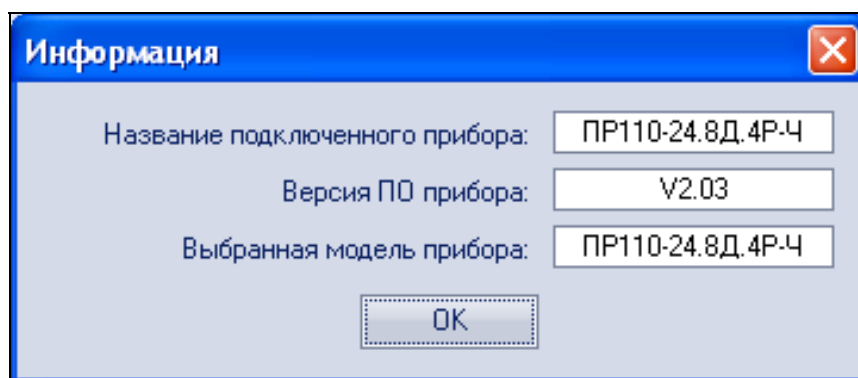 Информация
Название подключенного прибора: ПР110-24.8Д.4Р-Ч
Версия ПО прибора: V2.03
Выбранная модель прибора: ПР110-24.8Д.4Р-Ч
OK